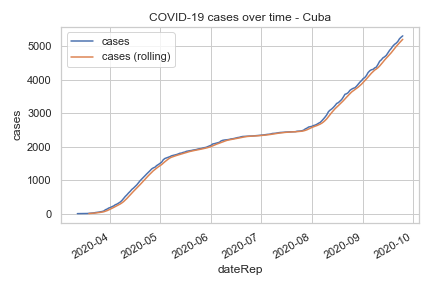 COVID-19 cases over time - Cuba
cases
cases (rolling)
cases
5000
4000
3000
2000
1000
0
2020-04
2020-05
2020-06
2020-07
2020-08
2020-09
2020-10
dateRep